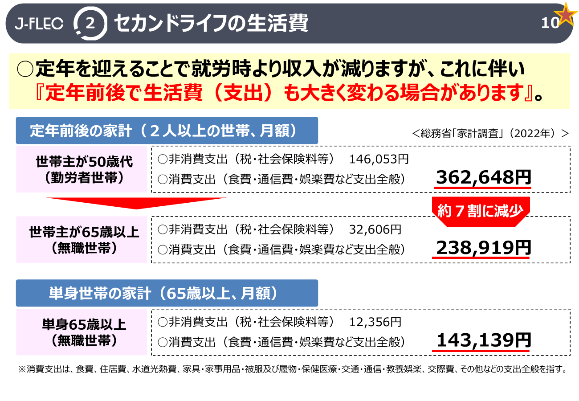 J-FLEC 2 セカンドライフの生活費 10
○定年を迎えることで就労時より収入が減りますが、これに伴い
『定年前後で生活費（支出）も大きく変わる場合があります』。
定年前後の家計（２人以上の世帯、月額）
＜総務省「家計調査」（2022年）＞
世帯主が50歳代
（勤労者世帯）
○非消費支出（税・社会保険料等） 146,053円
○消費支出（食費・通信費・娯楽費など支出全般） 362,648円
約７割に減少
世帯主が65歳以上
（無職世帯）
○非消費支出（税・社会保険料等） 32,606円
○消費支出（食費・通信費・娯楽費など支出全般） 238,919円
単身世帯の家計（65歳以上、月額）
単身65歳以上
（無職世帯）
○非消費支出（税・社会保険料等） 12,356円
○消費支出（食費・通信費・娯楽費など支出全般） 143,139円
※消費支出は、食費、住居費、水道光熱費、家具・家事用品・被服及び履物・保健医療・交通・通信・教養娯楽、交際費、その他などの支出全般を指す。